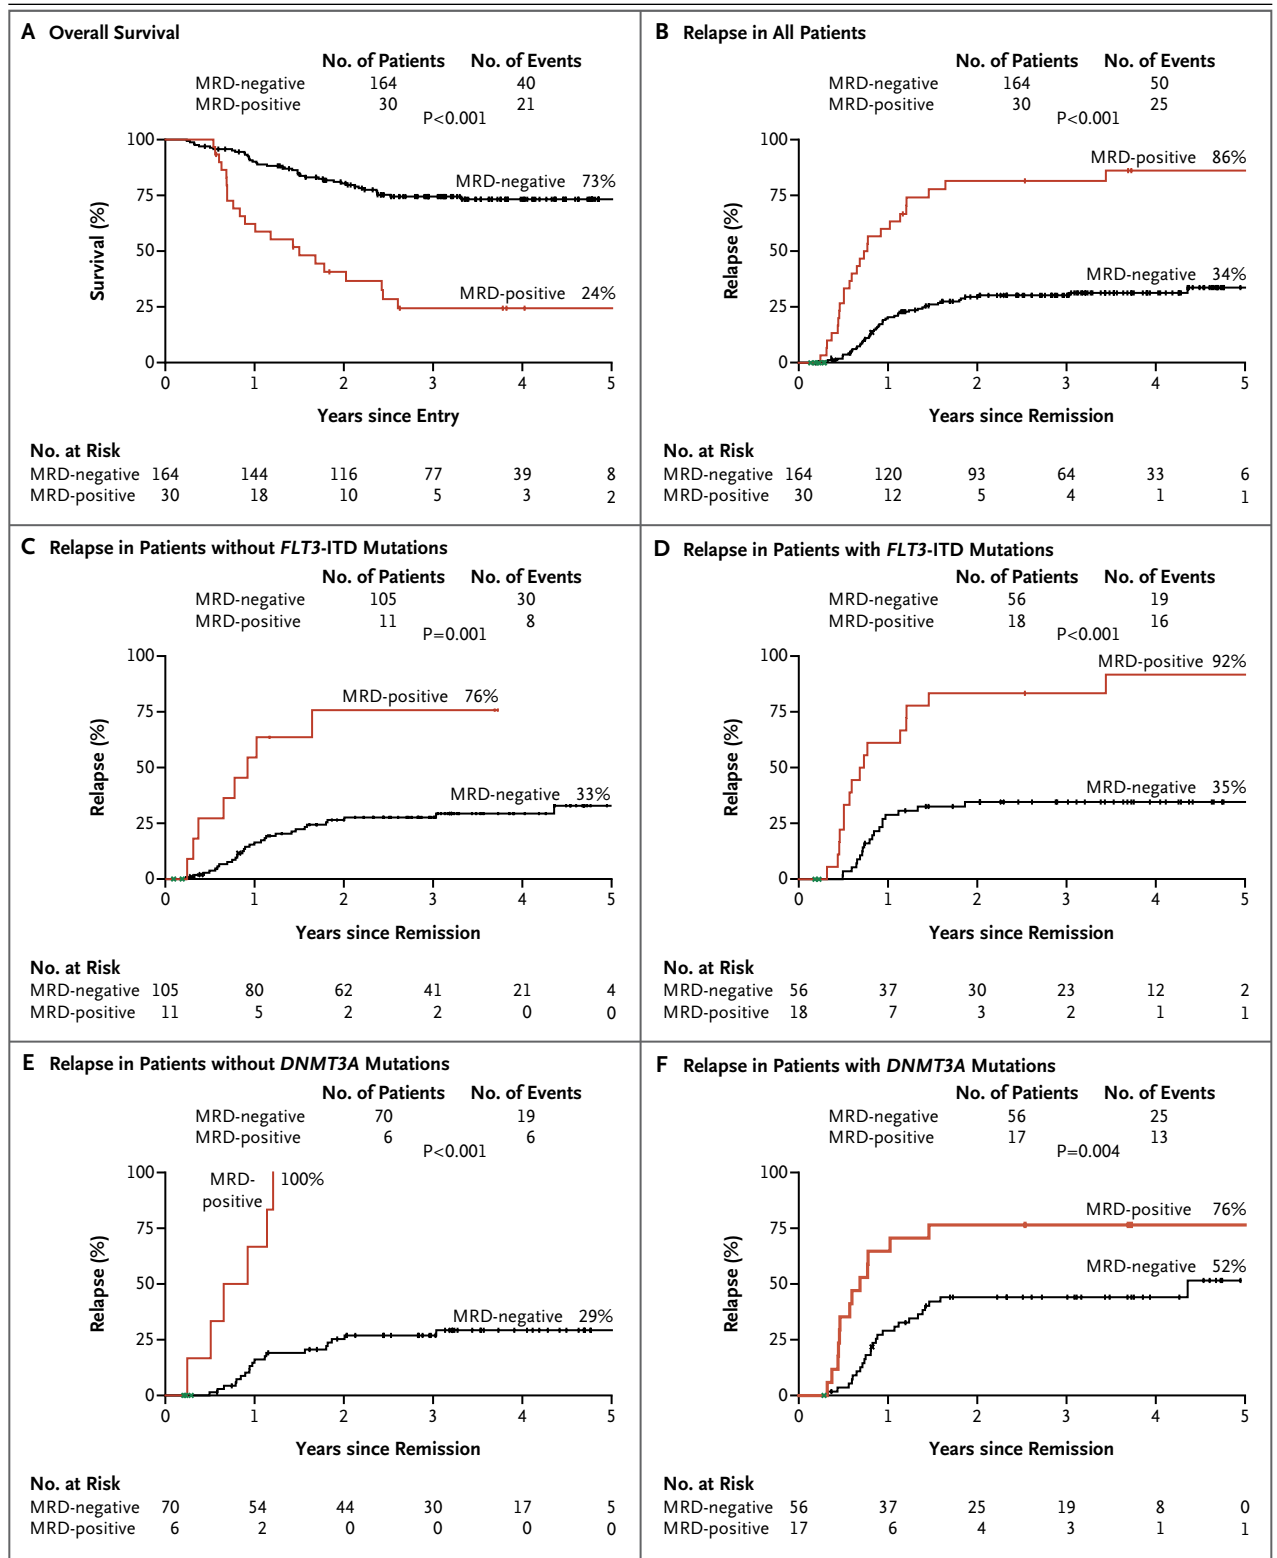 A Overall Survival
No. of Patients No. of Events
MRD-negative 164 40
MRD-positive 30 21
P<0.001
100
75
50
25
0
Survival (%)
MRD-negative 73%
MRD-positive 24%
0 1 2 3 4 5
Years since Entry
No. at Risk
MRD-negative 164 144 116 77 39 8
MRD-positive 30 18 10 5 3 2
B Relapse in All Patients
No. of Patients No. of Events
MRD-negative 164 50
MRD-positive 30 25
P<0.001
100
75
50
25
0
Relapse (%)
MRD-positive 86%
MRD-negative 34%
0 1 2 3 4 5
Years since Remission
No. at Risk
MRD-negative 164 120 93 64 33 6
MRD-positive 30 12 5 4 1 1
C Relapse in Patients without FLT3-ITD Mutations
No. of Patients No. of Events
MRD-negative 105 30
MRD-positive 11 8
P=0.001
100
75
50
25
0
Relapse (%)
MRD-positive 76%
MRD-negative 33%
0 1 2 3 4 5
Years since Remission
No. at Risk
MRD-negative 105 80 62 41 21 4
MRD-positive 11 5 2 2 0 0
D Relapse in Patients with FLT3-ITD Mutations
No. of Patients No. of Events
MRD-negative 56 19
MRD-positive 18 16
P<0.001
100
75
50
25
0
Relapse (%)
MRD-positive 92%
MRD-negative 35%
0 1 2 3 4 5
Years since Remission
No. at Risk
MRD-negative 56 37 30 23 12 2
MRD-positive 18 7 3 2 1 1
E Relapse in Patients without DNMT3A Mutations
No. of Patients No. of Events
MRD-negative 70 19
MRD-positive 6 6
P<0.001
100
75
50
25
0
Relapse (%)
MRD- 100%
positive
MRD-negative 29%
0 1 2 3 4 5
Years since Remission
No. at Risk
MRD-negative 70 54 44 30 17 5
MRD-positive 6 2 0 0 0 0
F Relapse in Patients with DNMT3A Mutations
No. of Patients No. of Events
MRD-negative 56 25
MRD-positive 17 13
P=0.004
100
75
50
25
0
Relapse (%)
MRD-positive 76%
MRD-negative 52%
0 1 2 3 4 5
Years since Remission
No. at Risk
MRD-negative 56 37 25 19 8 0
MRD-positive 17 6 4 3 1 1